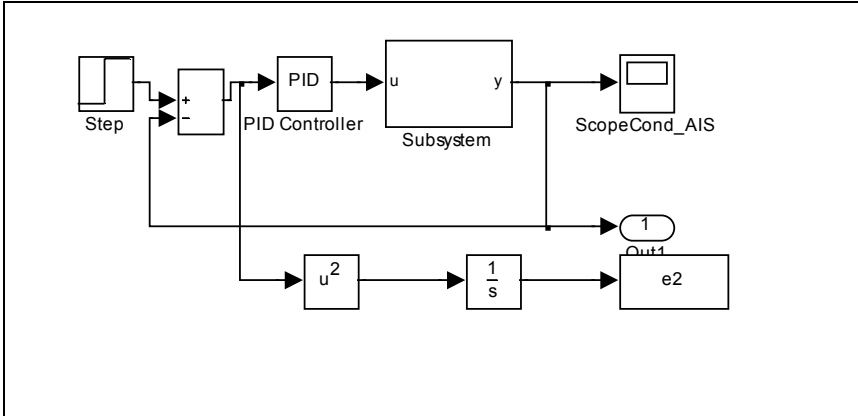 Step
+
−
PID
PID Controller
u
y
Subsystem
ScopeCond_AIS
1
Out1
u²
1
s
e2